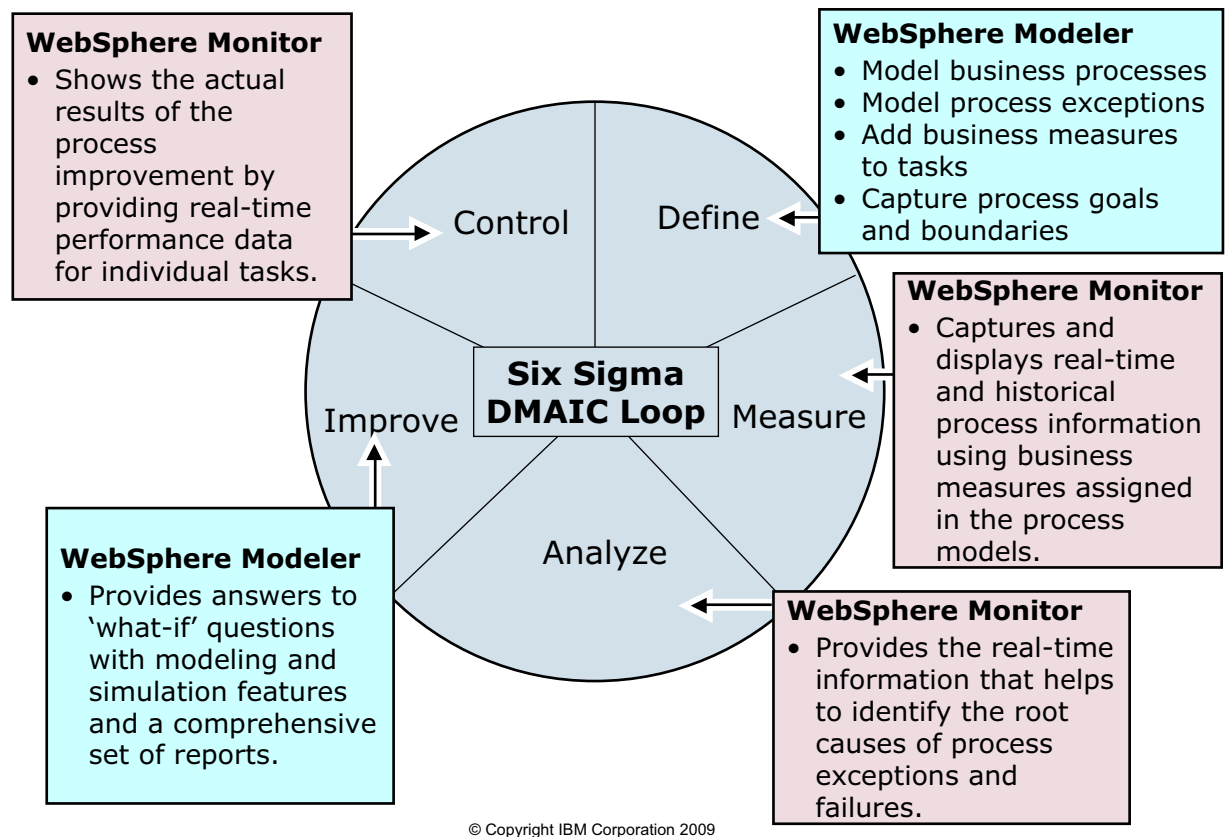 WebSphere Monitor
• Shows the actual
results of the
process
improvement by
providing real-time
performance data
for individual tasks.
WebSphere Modeler
• Model business processes
• Model process exceptions
• Add business measures
to tasks
• Capture process goals
and boundaries
Control
Define
WebSphere Monitor
• Captures and
displays real-time
and historical
process information
using business
measures assigned
in the process
models.
Six Sigma
DMAIC Loop
Improve
Measure
Analyze
WebSphere Modeler
• Provides answers to
‘what-if’ questions
with modeling and
simulation features
and a comprehensive
set of reports.
WebSphere Monitor
• Provides the real-time
information that helps
to identify the root
causes of process
exceptions and
failures.
© Copyright IBM Corporation 2009